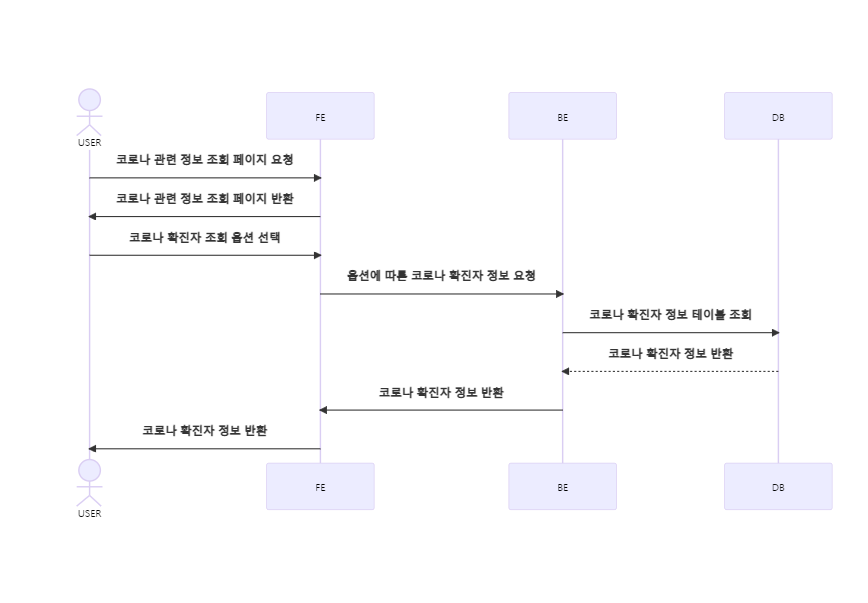 USER
FE
BE
DB
코로나 관련 정보 조회 페이지 요청
코로나 관련 정보 조회 페이지 반환
코로나 확진자 조회 옵션 선택
옵션에 따른 코로나 확진자 정보 요청
코로나 확진자 정보 테이블 조회
코로나 확진자 정보 반환
코로나 확진자 정보 반환
코로나 확진자 정보 반환
USER
FE
BE
DB